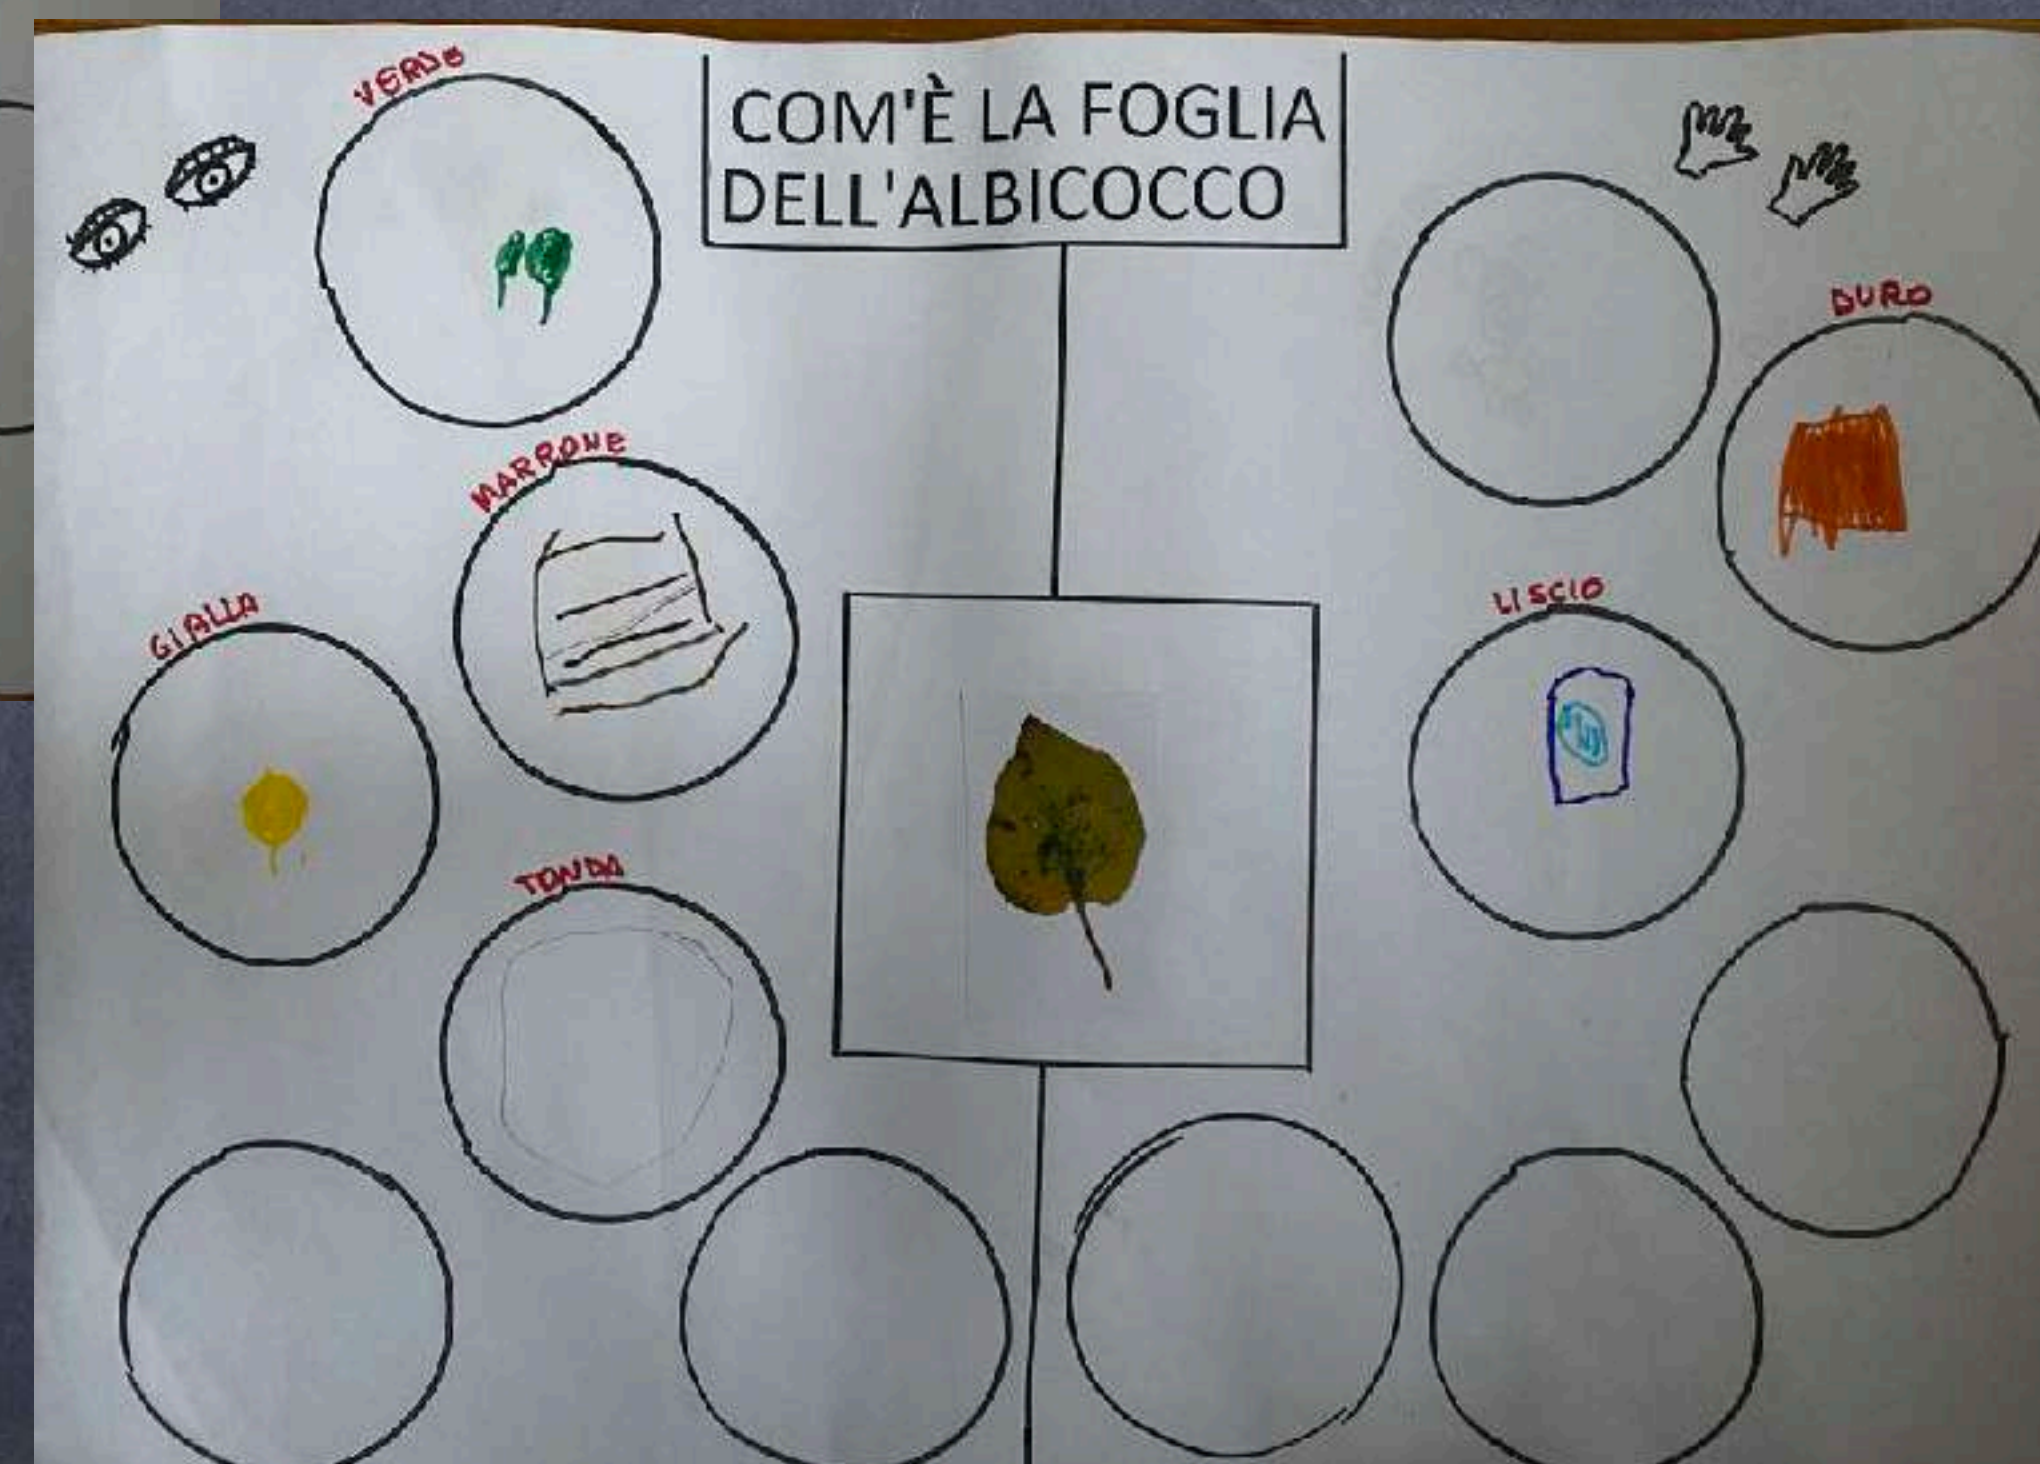 COM'È LA FOGLIA
DELL'ALBICOCCO
VERDE
MARRONE
GIALLA
TONDA
DURO
LISCIO